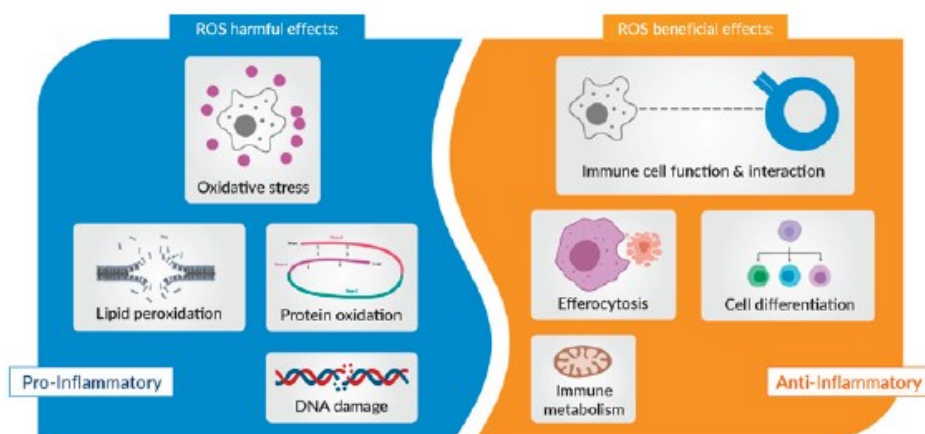 ROS harmful effects:
ROS beneficial effects:
Oxidative stress
Immune cell function & interaction
Lipid peroxidation
Protein oxidation
Efferocytosis
Cell differentiation
Pro-Inflammatory
DNA damage
Immune
metabolism
Anti-Inflammatory